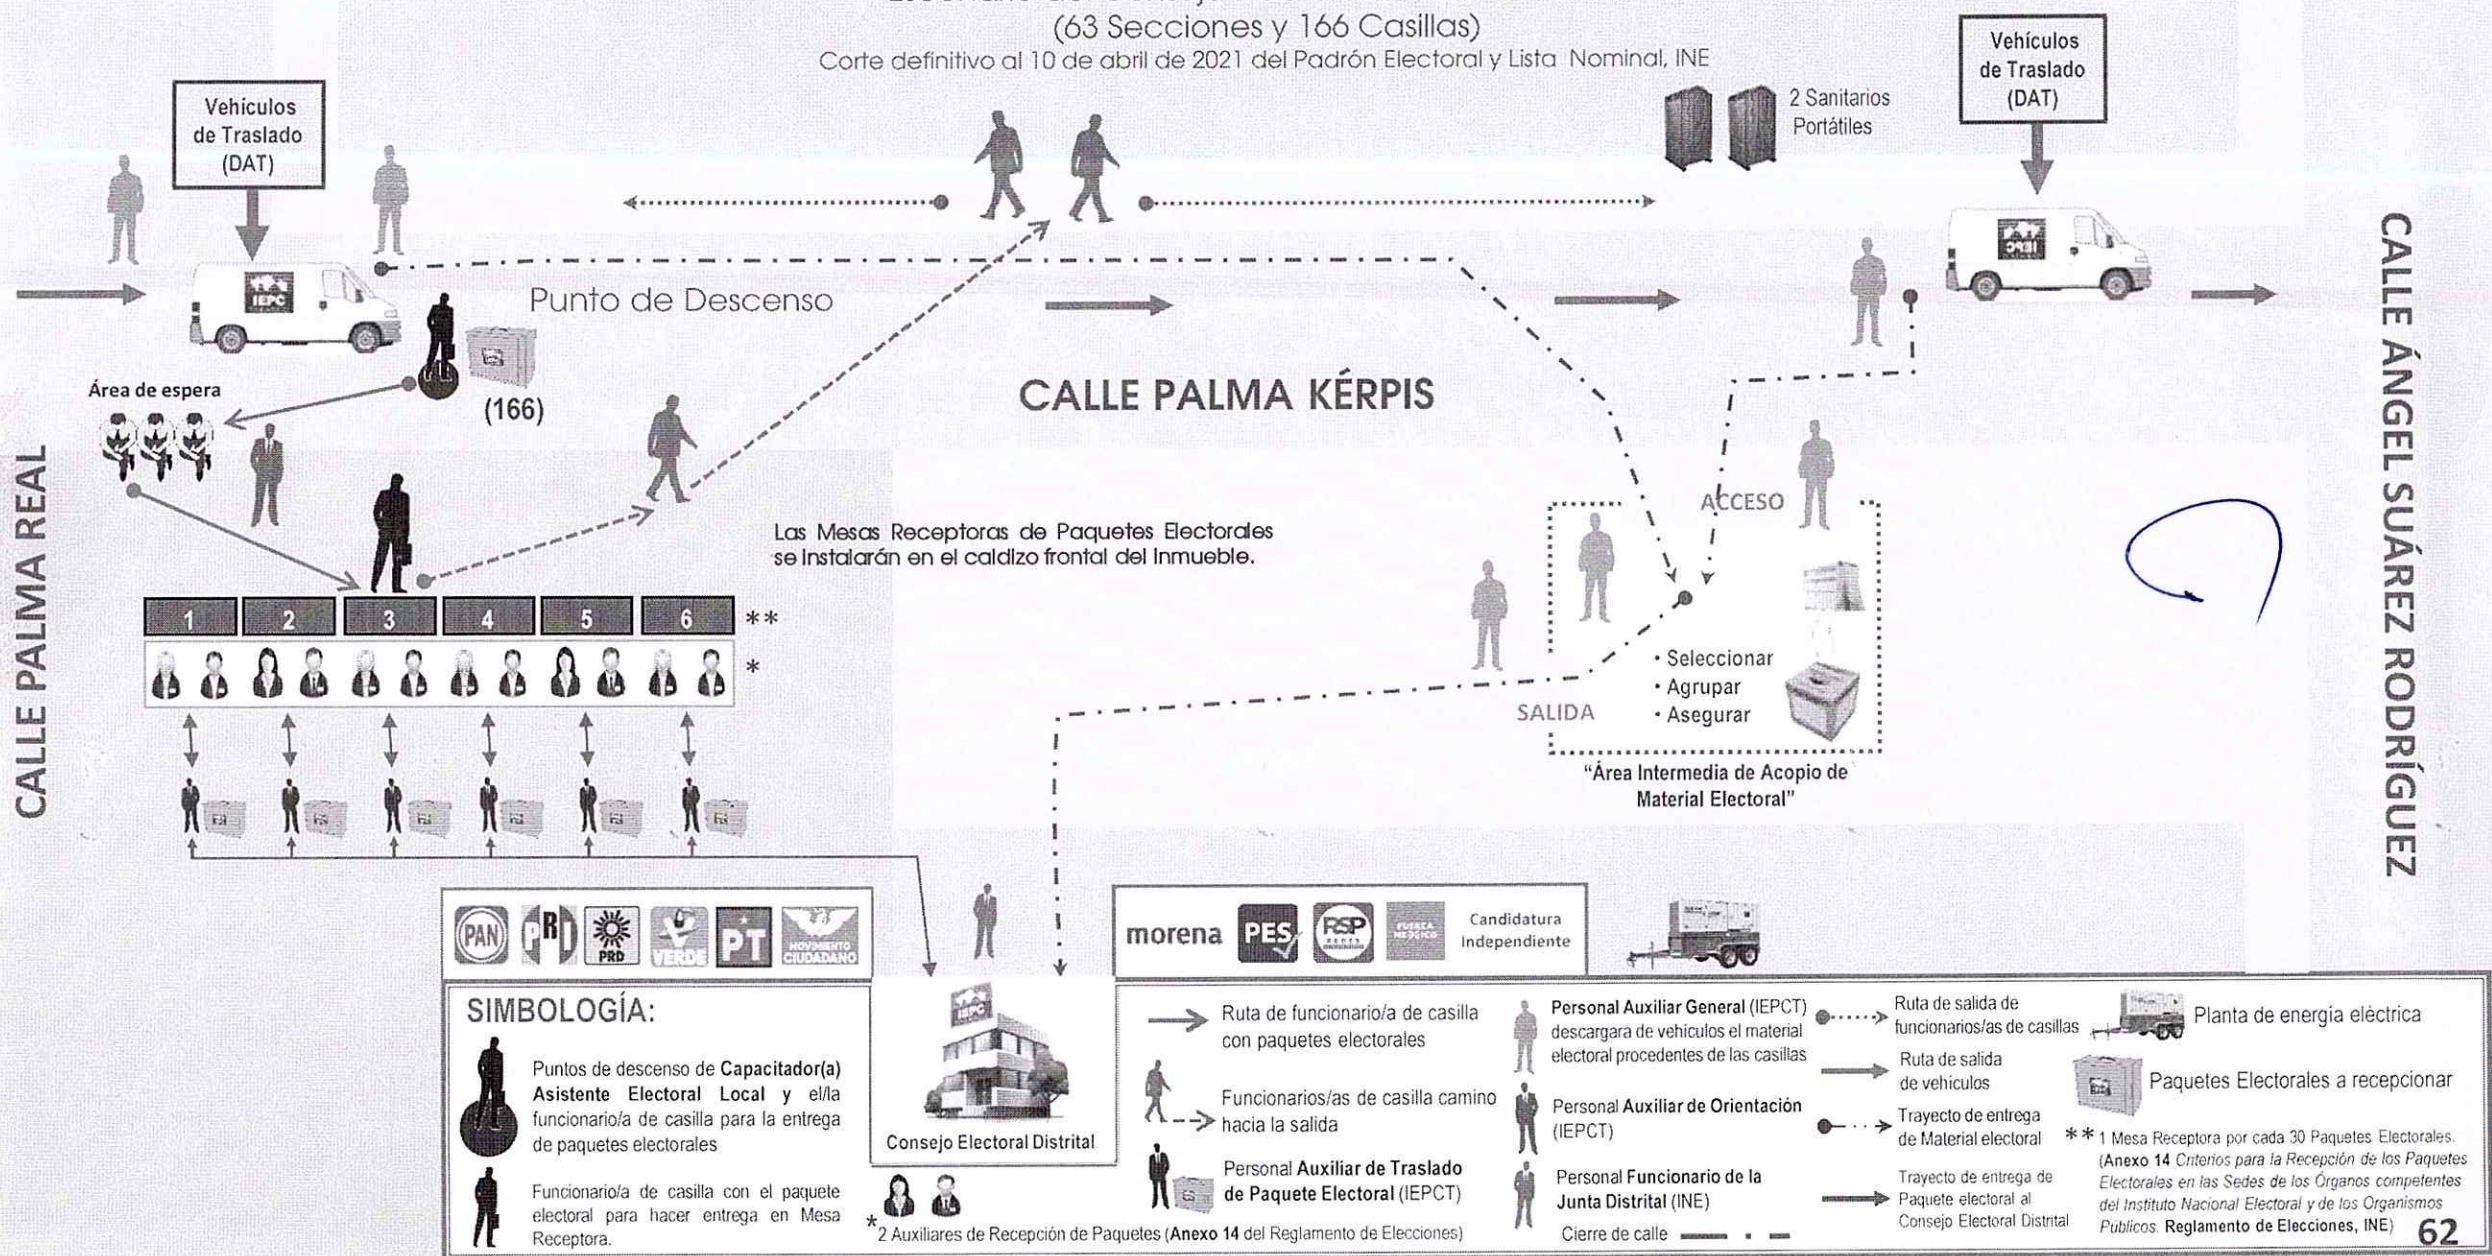 (63 Secciones y 166 Casillas)
Corte definitivo al 10 de abril de 2021 del Padrón Electoral y Lista Nominal, INE
Vehículos
de Traslado
(DAT)
Vehículos
de Traslado
(DAT)
2 Sanitarios
Portátiles
IEPC
Punto de Descenso
(166)
Área de espera
CALLE PALMA KÉRPIS
CALLE PALMA REAL
CALLE ÁNGEL SUÁREZ RODRÍGUEZ
Las Mesas Receptoras de Paquetes Electorales
se instalarán en el caldizo frontal del Inmueble.
1 2 3 4 5 6 **
*
ACCESO
• Seleccionar
• Agrupar
• Asegurar
SALIDA
"Área Intermedia de Acopio de
Material Electoral"
PAN PRI PRD VERDE PT MOVIMIENTO CIUDADANO
morena PES RSP
Candidatura
Independiente
SIMBOLOGÍA:
Puntos de descenso de Capacitador(a)
Asistente Electoral Local y el/la
funcionario/a de casilla para la entrega
de paquetes electorales
Funcionario/a de casilla con el paquete
electoral para hacer entrega en Mesa
Receptora.
IEPC
Consejo Electoral Distrital
*2 Auxiliares de Recepción de Paquetes (Anexo 14 del Reglamento de Elecciones)
Ruta de funcionario/a de casilla
con paquetes electorales
Funcionarios/as de casilla camino
hacia la salida
Personal Auxiliar de Traslado
de Paquete Electoral (IEPCT)
Personal Auxiliar General (IEPCT)
descargara de vehículos el material
electoral procedentes de las casillas
Personal Auxiliar de Orientación
(IEPCT)
Personal Funcionario de la
Junta Distrital (INE)
Cierre de calle
Ruta de salida de
funcionarios/as de casillas
Ruta de salida
de vehículos
Trayecto de entrega
de Material electoral
Trayecto de entrega de
Paquete electoral al
Consejo Electoral Distrital
Planta de energía eléctrica
Paquetes Electorales a recepcionar
** 1 Mesa Receptora por cada 30 Paquetes Electorales.
(Anexo 14 Criterios para la Recepción de los Paquetes
Electorales en las Sedes de los Órganos competentes
del Instituto Nacional Electoral y de los Organismos
Públicos. Reglamento de Elecciones, INE)
62